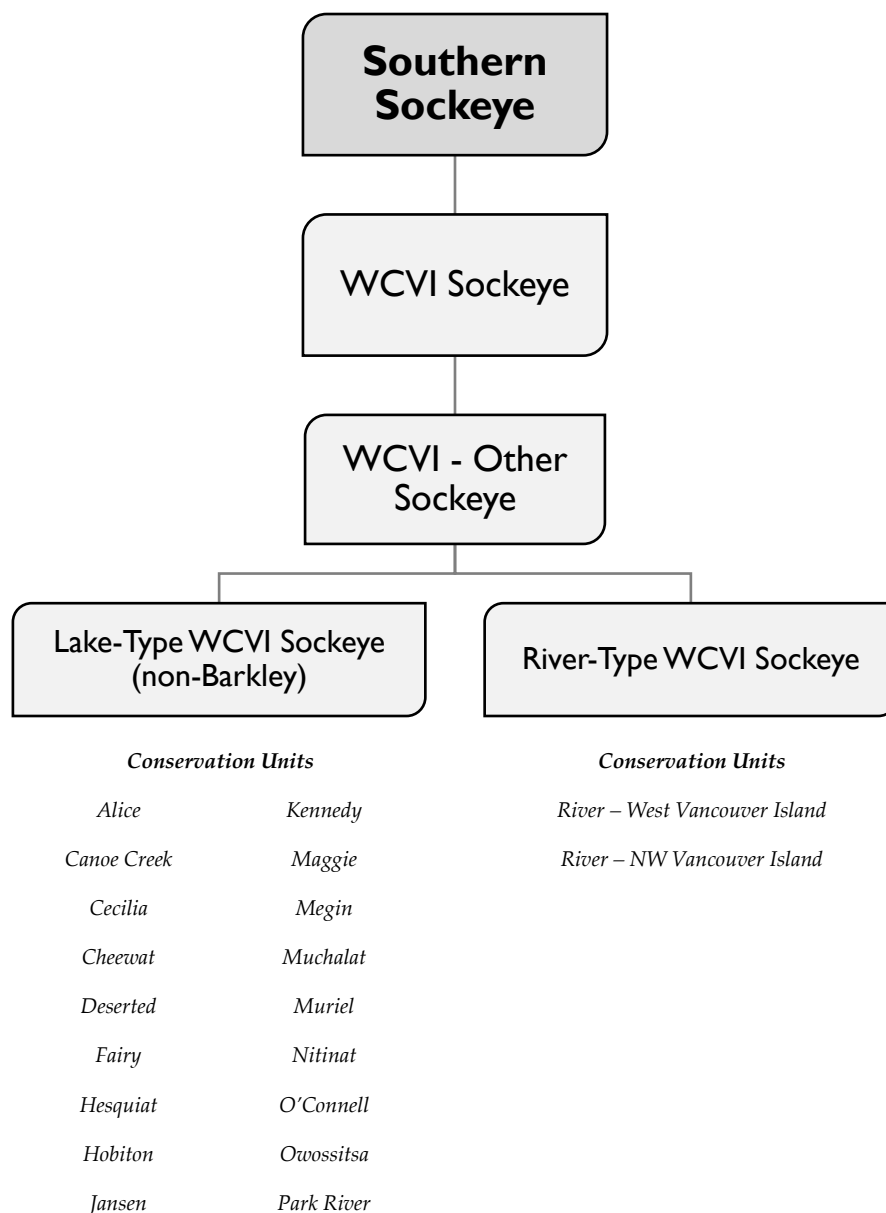 Southern
Sockeye
WCVI Sockeye
WCVI - Other
Sockeye
Lake-Type WCVI Sockeye
(non-Barkley)
River-Type WCVI Sockeye
Conservation Units
Conservation Units
Alice
Kennedy
River – West Vancouver Island
Canoe Creek
Maggie
River – NW Vancouver Island
Cecilia
Megin
Cheewat
Muchalat
Deserted
Muriel
Fairy
Nitinat
Hesquiat
O’Connell
Hobiton
Owossitsa
Jansen
Park River